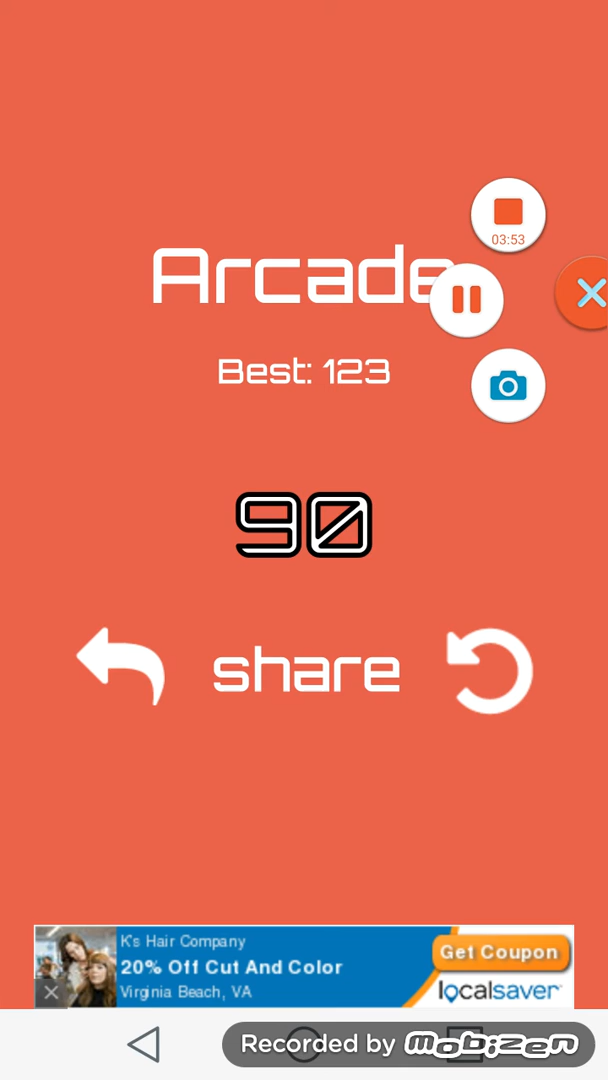 03:53
Arcade
Best: 123
90
share
K's Hair Company
20% Off Cut And Color
Virginia Beach, VA
Get Coupon
localsaver
Recorded by mobizen